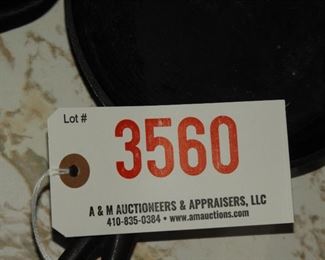 Lot #
3560
A & M AUCTIONEERS & APPRAISERS, LLC
410-835-0384 • www.amauctions.com